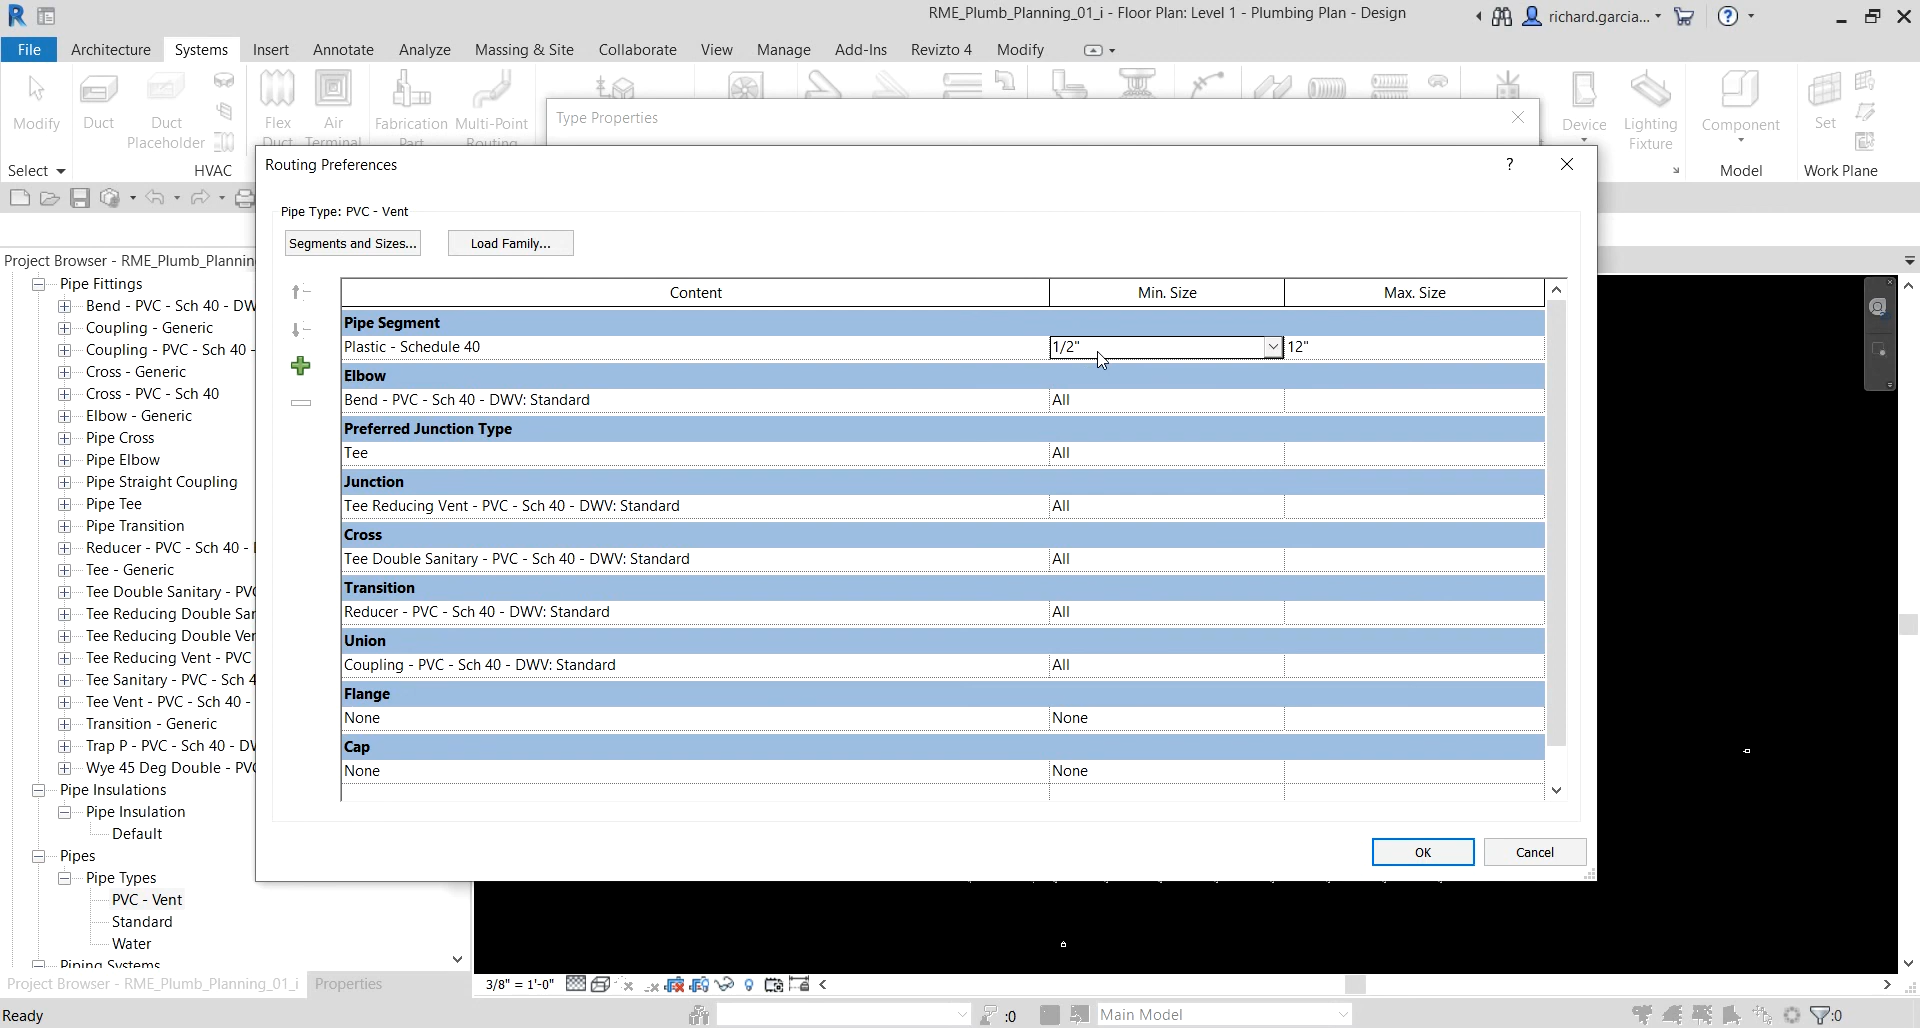 RME_Plumb_Planning_01_i - Floor Plan: Level 1 - Plumbing Plan - Design
richard.garcia...
File Architecture Systems Insert Annotate Analyze Massing & Site Collaborate View Manage Add-Ins Revizto 4 Modify
Modify
Duct
Duct
Placeholder
Flex
Duct
Air
Terminal
Fabrication
Part
Multi-Point
Routing
Device
Lighting
Fixture
Component
Set
Select
HVAC
Model
Work Plane
Type Properties
Routing Preferences
Pipe Type: PVC - Vent
Segments and Sizes...
Load Family...
Content Min. Size Max. Size
Pipe Segment
Plastic - Schedule 40 1/2" 12"
Elbow
Bend - PVC - Sch 40 - DWV: Standard All
Preferred Junction Type
Tee All
Junction
Tee Reducing Vent - PVC - Sch 40 - DWV: Standard All
Cross
Tee Double Sanitary - PVC - Sch 40 - DWV: Standard All
Transition
Reducer - PVC - Sch 40 - DWV: Standard All
Union
Coupling - PVC - Sch 40 - DWV: Standard All
Flange
None None
Cap
None None
OK Cancel
Project Browser - RME_Plumb_Plannin
Pipe Fittings
Bend - PVC - Sch 40 - DW
Coupling - Generic
Coupling - PVC - Sch 40 -
Cross - Generic
Cross - PVC - Sch 40
Elbow - Generic
Pipe Cross
Pipe Elbow
Pipe Straight Coupling
Pipe Tee
Pipe Transition
Reducer - PVC - Sch 40 -
Tee - Generic
Tee Double Sanitary - PV
Tee Reducing Double Sa
Tee Reducing Double Ve
Tee Reducing Vent - PVC
Tee Sanitary - PVC - Sch 4
Tee Vent - PVC - Sch 40 -
Transition - Generic
Trap P - PVC - Sch 40 - D
Wye 45 Deg Double - PV
Pipe Insulations
Pipe Insulation
Default
Pipes
Pipe Types
PVC - Vent
Standard
Water
Piping Systems
Project Browser - RME_Plumb_Planning_01_i Properties
3/8" = 1'-0"
Ready
:0
Main Model
:0